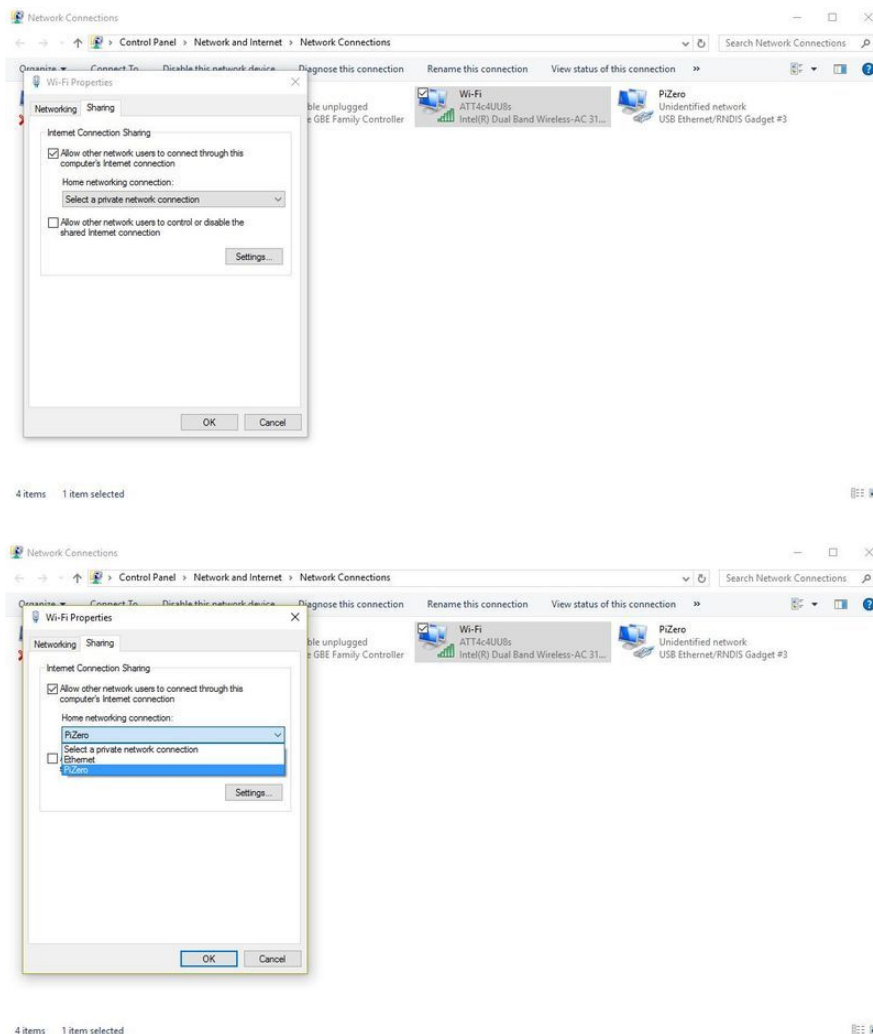 Network Connections
Control Panel > Network and Internet > Network Connections
Search Network Connections
Organize Connect To Disable this network device Diagnose this connection Rename this connection View status of this connection »
Wi-Fi Properties
Networking Sharing
Internet Connection Sharing
Allow other network users to connect through this
computer's Internet connection
Home networking connection:
Select a private network connection
Allow other network users to control or disable the
shared Internet connection
Settings...
OK Cancel
ble unplugged
e GBE Family Controller
Wi-Fi
ATT4c4UU8s
Intel(R) Dual Band Wireless-AC 31...
PiZero
Unidentified network
USB Ethernet/RNDIS Gadget #3
4 items 1 item selected
Network Connections
Control Panel > Network and Internet > Network Connections
Search Network Connections
Organize Connect To Disable this network device Diagnose this connection Rename this connection View status of this connection »
Wi-Fi Properties
Networking Sharing
Internet Connection Sharing
Allow other network users to connect through this
computer's Internet connection
Home networking connection:
PiZero
Select a private network connection
Ethernet
PiZero
Settings...
OK Cancel
ble unplugged
e GBE Family Controller
Wi-Fi
ATT4c4UU8s
Intel(R) Dual Band Wireless-AC 31...
PiZero
Unidentified network
USB Ethernet/RNDIS Gadget #3
4 items 1 item selected